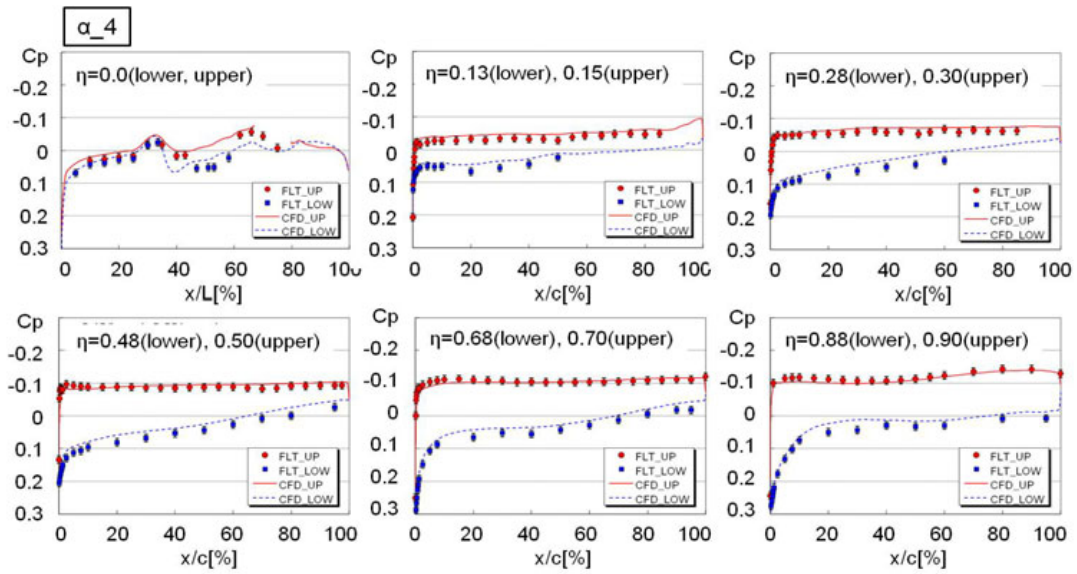 α_4
Cp
η=0.0(lower, upper)
-0.2
-0.1
0
0.1
0.2
0.3
FLT_UP
FLT_LOW
CFD_UP
CFD_LOW
0 20 40 60 80 100
x/L[%]
Cp
η=0.13(lower), 0.15(upper)
-0.2
-0.1
0
0.1
0.2
0.3
FLT_UP
FLT_LOW
CFD_UP
CFD_LOW
0 20 40 60 80 100
x/c[%]
Cp
η=0.28(lower), 0.30(upper)
-0.2
-0.1
0
0.1
0.2
0.3
FLT_UP
FLT_LOW
CFD_UP
CFD_LOW
0 20 40 60 80 100
x/c[%]
Cp
η=0.48(lower), 0.50(upper)
-0.2
-0.1
0
0.1
0.2
0.3
FLT_UP
FLT_LOW
CFD_UP
CFD_LOW
0 20 40 60 80 100
x/c[%]
Cp
η=0.68(lower), 0.70(upper)
-0.2
-0.1
0
0.1
0.2
0.3
FLT_UP
FLT_LOW
CFD_UP
CFD_LOW
0 20 40 60 80 100
x/c[%]
Cp
η=0.88(lower), 0.90(upper)
-0.2
-0.1
0
0.1
0.2
0.3
FLT_UP
FLT_LOW
CFD_UP
CFD_LOW
0 20 40 60 80 100
x/c[%]